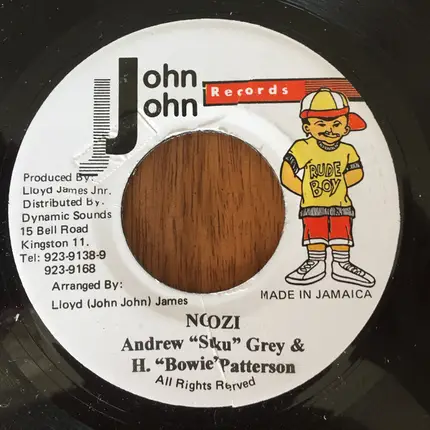 John
John
Records
RUDE
BOY
Produced By:
Lloyd James Jnr.
Distributed By:
Dynamic Sounds
15 Bell Road
Kingston 11.
Tel: 923-9138-9
923-9168
Arranged By:
Lloyd (John John) James
MADE IN JAMAICA
NOZI
Andrew "Suku" Grey &
H. "Bowie" Patterson
All Rights Rerved